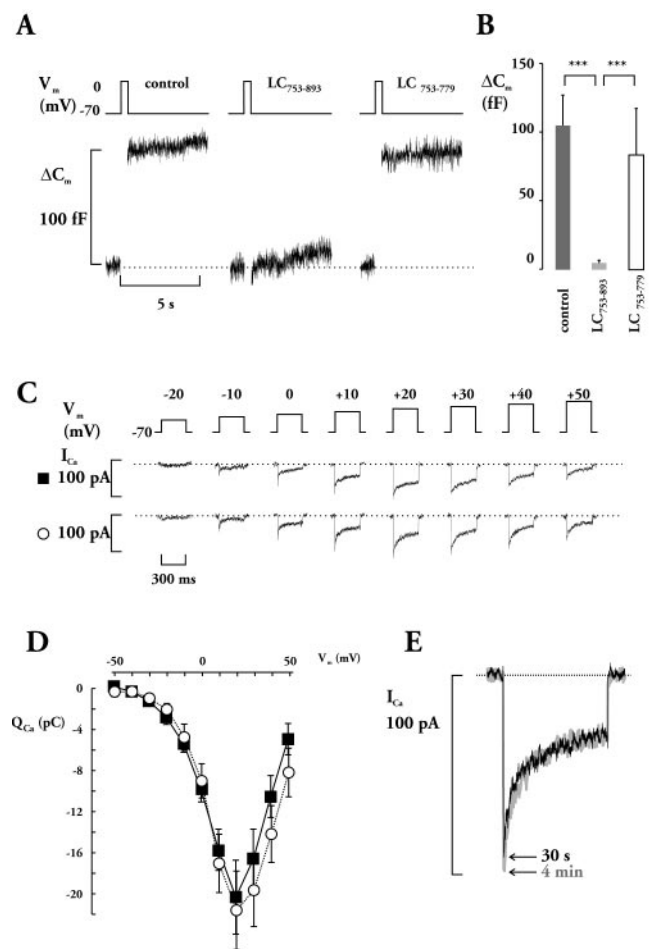 A
V_m (mV)
0
-70
control
LC_753-893
LC_753-779
ΔC_m
100 fF
5 s
B
*** ***
ΔC_m (fF)
150
100
50
0
control
LC_753-893
LC_753-779
C
V_m (mV)
-20 -10 0 +10 +20 +30 +40 +50
-70
I_Ca
100 pA
100 pA
300 ms
D
-50 0 50 V_m (mV)
Q_Ca (pC)
0
-4
-8
-12
-16
-20
E
I_Ca
100 pA
30 s
4 min